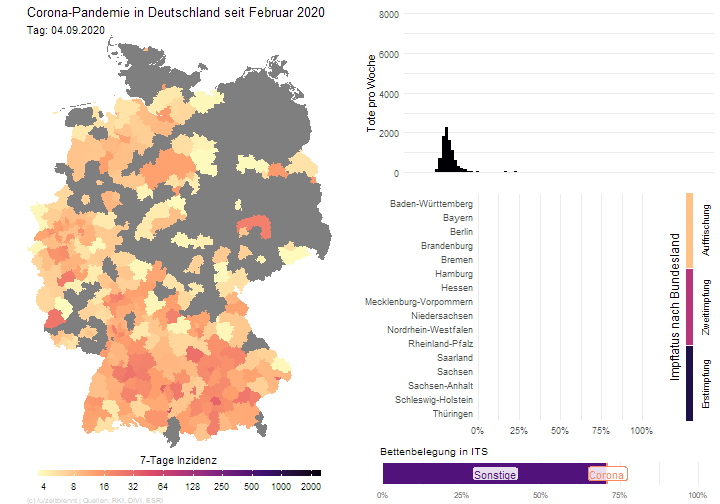 Corona-Pandemie in Deutschland seit Februar 2020
Tag: 04.09.2020
7-Tage Inzidenz
4 8 16 32 64 128 250 500 1000 2000
(c) /u/zeitbrennt | Quellen: RKI, DIVI, ESRI
Tote pro Woche
8000
6000
4000
2000
0
Baden-Württemberg
Bayern
Berlin
Brandenburg
Bremen
Hamburg
Hessen
Mecklenburg-Vorpommern
Niedersachsen
Nordrhein-Westfalen
Rheinland-Pfalz
Saarland
Sachsen
Sachsen-Anhalt
Schleswig-Holstein
Thüringen
0% 25% 50% 75% 100%
Impfstatus nach Bundesland
Auffrischung
Zweitimpfung
Erstimpfung
Bettenbelegung in ITS
Sonstige Corona
0% 25% 50% 75% 100%